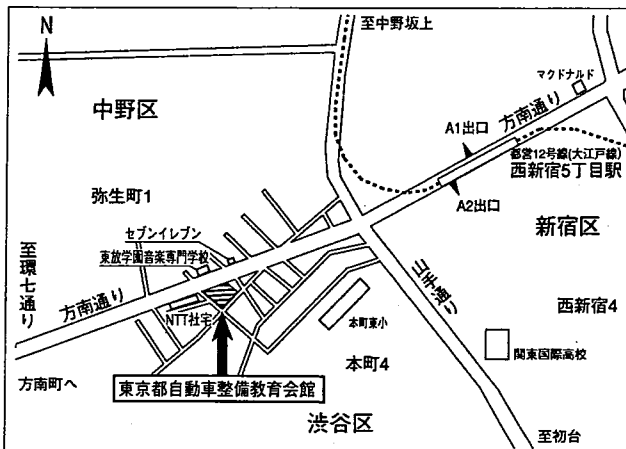 N
至中野坂上
マクドナルド
中野区
方南通り
A1出口
都営12号線(大江戸線)
西新宿5丁目駅
A2出口
弥生町1
新宿区
セブンイレブン
東放学園音楽専門学校
至環七通り
方南通り
山手通り
NTT社宅
西新宿4
本町東小
関東国際高校
本町4
方南町へ
東京都自動車整備教育会館
渋谷区
至初台